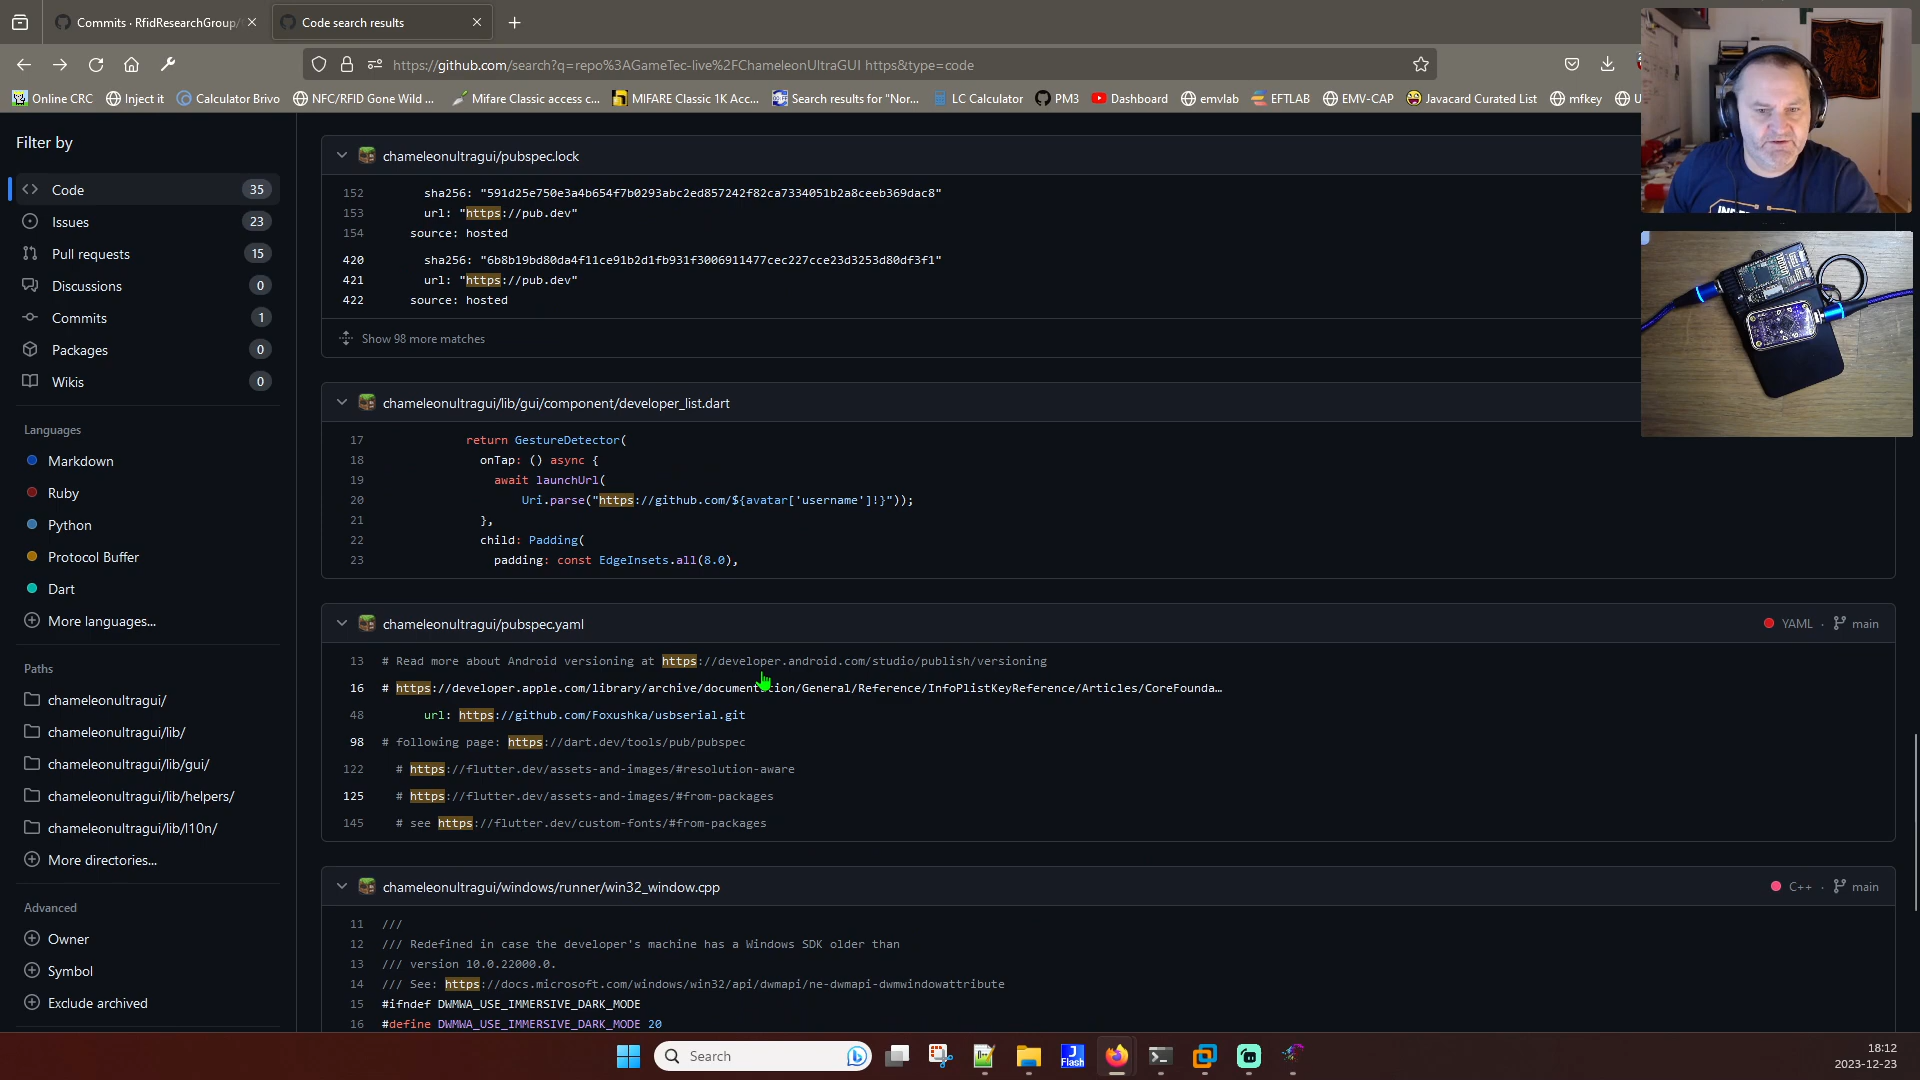 Commits · RfidResearchGroup/
Code search results
https://github.com/search?q=repo%3AGameTec-live%2FChameleonUltraGUI https&type=code
Online CRC
Inject it
Calculator Brivo
NFC/RFID Gone Wild ...
Mifare Classic access c...
MIFARE Classic 1K Acc...
Search results for "Nor...
LC Calculator
PM3
Dashboard
emvlab
EFTLAB
EMV-CAP
Javacard Curated List
mfkey
Filter by
Code 35
Issues 23
Pull requests 15
Discussions 0
Commits 1
Packages 0
Wikis 0
Languages
Markdown
Ruby
Python
Protocol Buffer
Dart
More languages...
Paths
chameleonultragui/
chameleonultragui/lib/
chameleonultragui/lib/gui/
chameleonultragui/lib/helpers/
chameleonultragui/lib/l10n/
More directories...
Advanced
Owner
Symbol
Exclude archived
chameleonultragui/pubspec.lock
152 sha256: "591d25e750e3a4b654f7b0293abc2ed857242f82ca7334051b2a8ceeb369dac8"
153 url: "https://pub.dev"
154 source: hosted
420 sha256: "6b8b19bd80da4f11ce91b2d1fb931f3006911477cec227cce23d3253d80df3f1"
421 url: "https://pub.dev"
422 source: hosted
Show 98 more matches
chameleonultragui/lib/gui/component/developer_list.dart
17 return GestureDetector(
18 onTap: () async {
19 await launchUrl(
20 Uri.parse("https://github.com/${avatar['username']!}"));
21 },
22 child: Padding(
23 padding: const EdgeInsets.all(8.0),
chameleonultragui/pubspec.yaml
YAML · main
13 # Read more about Android versioning at https://developer.android.com/studio/publish/versioning
16 # https://developer.apple.com/library/archive/documentation/General/Reference/InfoPlistKeyReference/Articles/CoreFounda…
48 url: https://github.com/Foxushka/usbserial.git
98 # following page: https://dart.dev/tools/pub/pubspec
122 # https://flutter.dev/assets-and-images/#resolution-aware
125 # https://flutter.dev/assets-and-images/#from-packages
145 # see https://flutter.dev/custom-fonts/#from-packages
chameleonultragui/windows/runner/win32_window.cpp
C++ · main
11 ///
12 /// Redefined in case the developer's machine has a Windows SDK older than
13 /// version 10.0.22000.0.
14 /// See: https://docs.microsoft.com/windows/win32/api/dwmapi/ne-dwmapi-dwmwindowattribute
15 #ifndef DWMWA_USE_IMMERSIVE_DARK_MODE
16 #define DWMWA_USE_IMMERSIVE_DARK_MODE 20
Search
J
Flash
18:12
2023-12-23